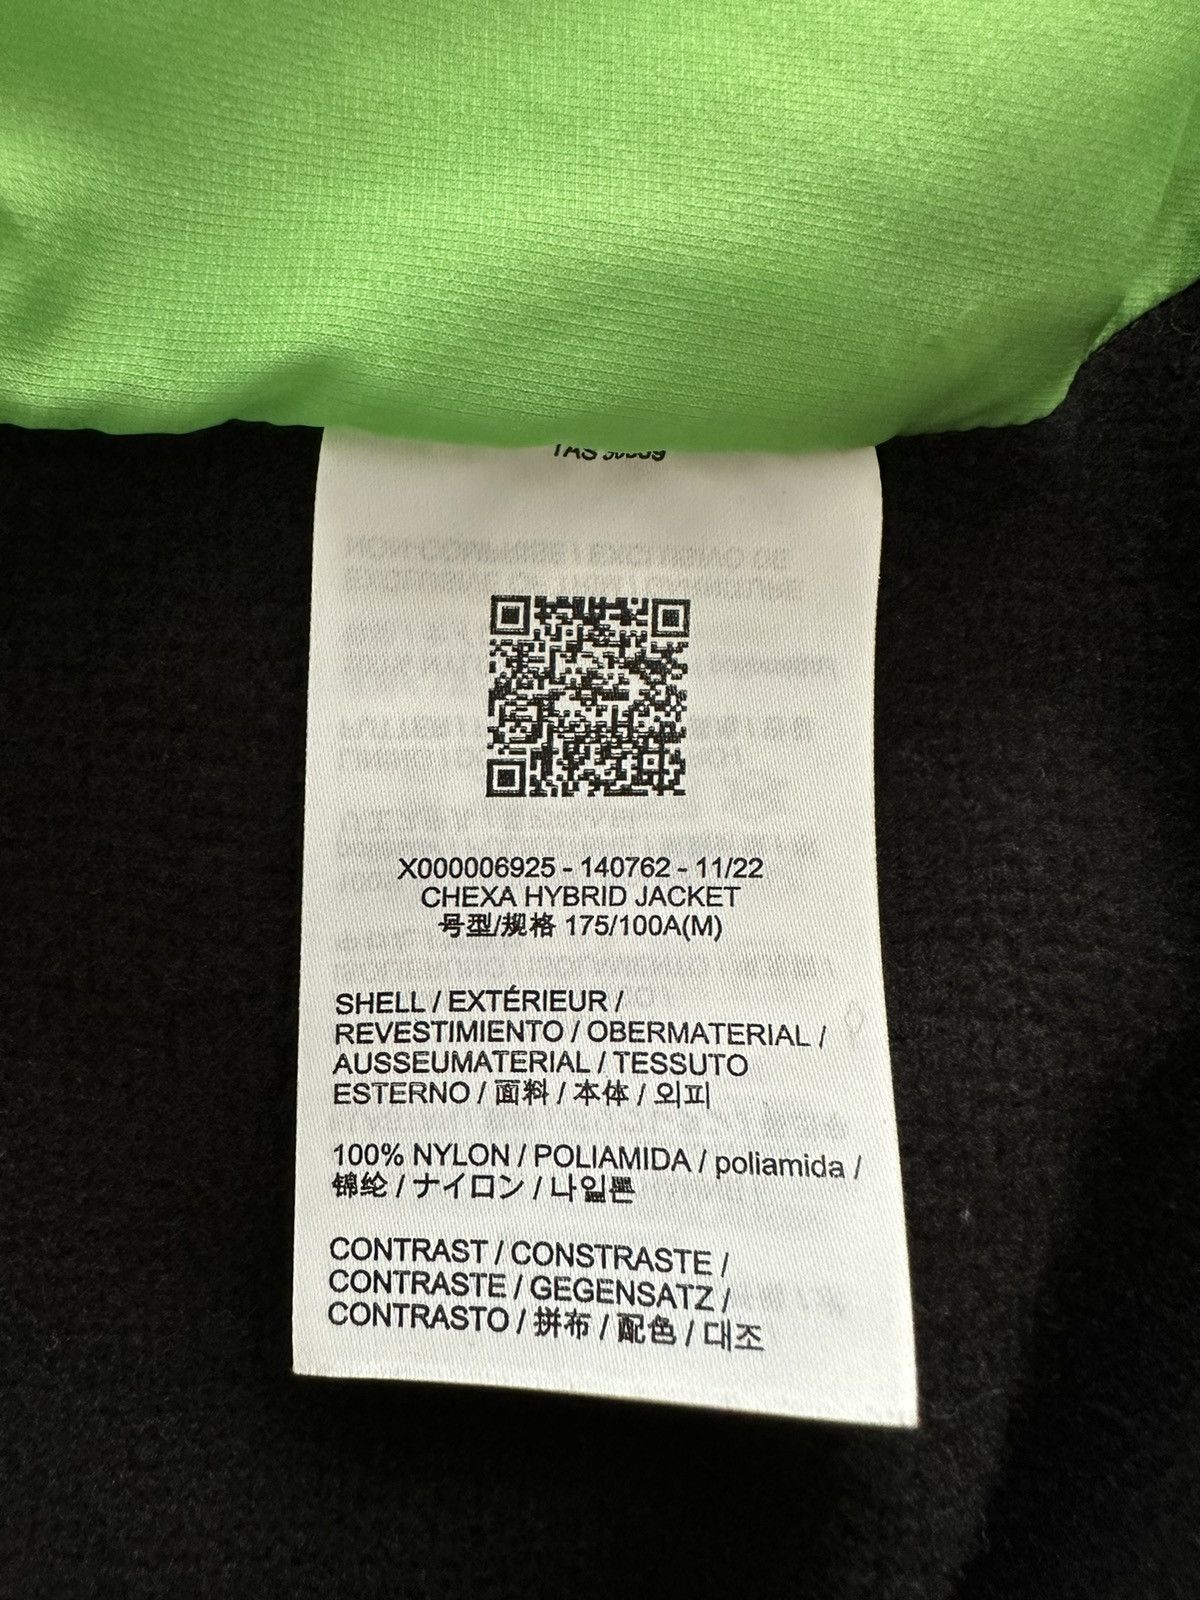 X000006925 - 140762 - 11/22
CHEXA HYBRID JACKET
号型/规格 175/100A(M)
SHELL / EXTÉRIEUR /
REVESTIMIENTO / OBERMATERIAL /
AUSSEUMATERIAL / TESSUTO
ESTERNO / 面料 / 本体 / 외피
100% NYLON / POLIAMIDA / poliamida /
锦纶 / ナイロン / 나일론
CONTRAST / CONSTRASTE /
CONTRASTE / GEGENSATZ /
CONTRASTO / 拼布 / 配色 / 대조